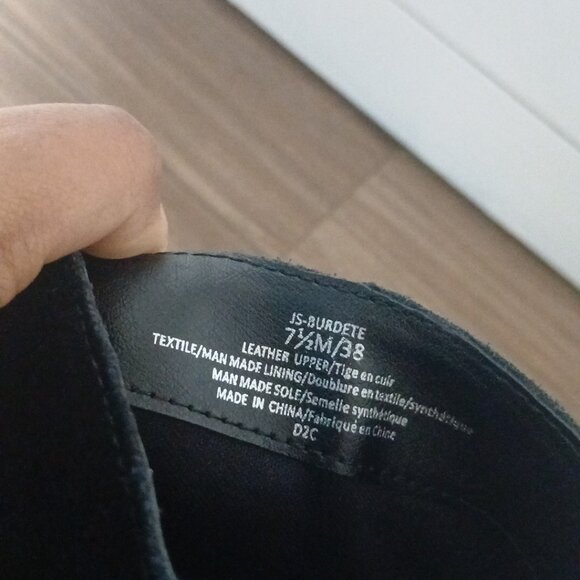 JS-BURDETE
7½M/38
LEATHER UPPER/Tige en cuir
TEXTILE/MAN MADE LINING/Doublure en textile/synthétique
MAN MADE SOLE/Semelle synthétique
MADE IN CHINA/Fabriqué en Chine
D2C